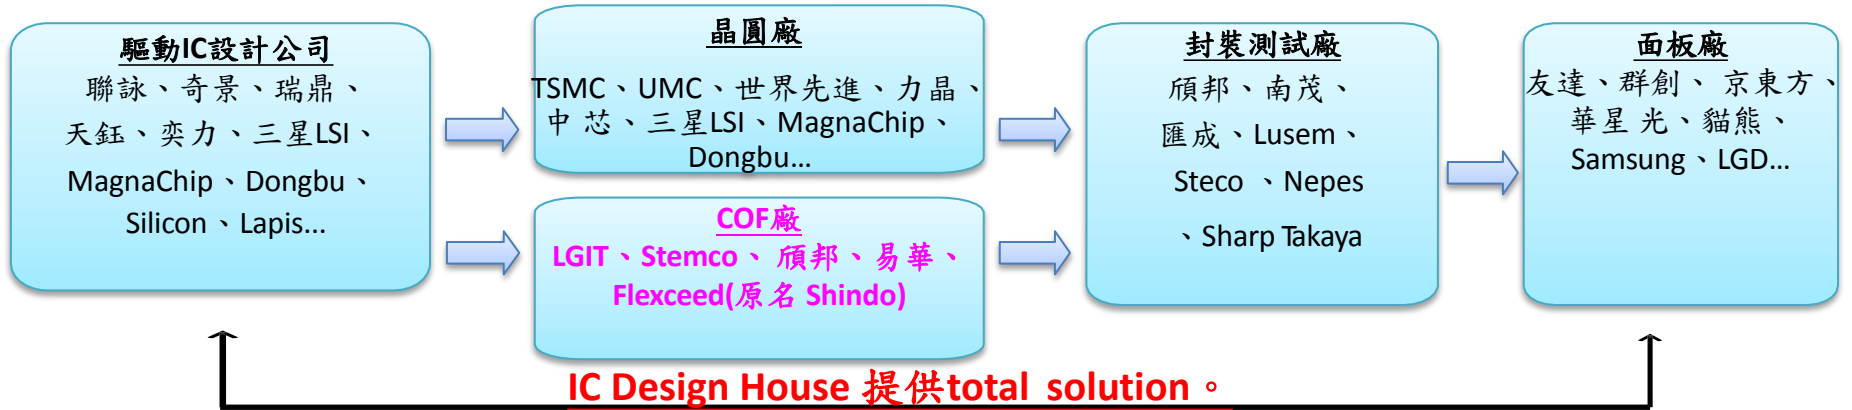 驅動IC設計公司
聯詠、奇景、瑞鼎、
天鈺、奕力、三星LSI、
MagnaChip、Dongbu、
Silicon、Lapis...
晶圓廠
TSMC、UMC、世界先進、力晶、
中 芯、三星LSI、MagnaChip、
Dongbu...
COF廠
LGIT、Stemco、 頎邦、易華、
Flexceed(原名 Shindo)
封裝測試廠
頎邦、南茂、
匯成、Lusem、
Steco 、Nepes
、Sharp Takaya
面板廠
友達、群創、 京東方、
華星 光、貓熊、
Samsung、LGD...
IC Design House 提供total solution。